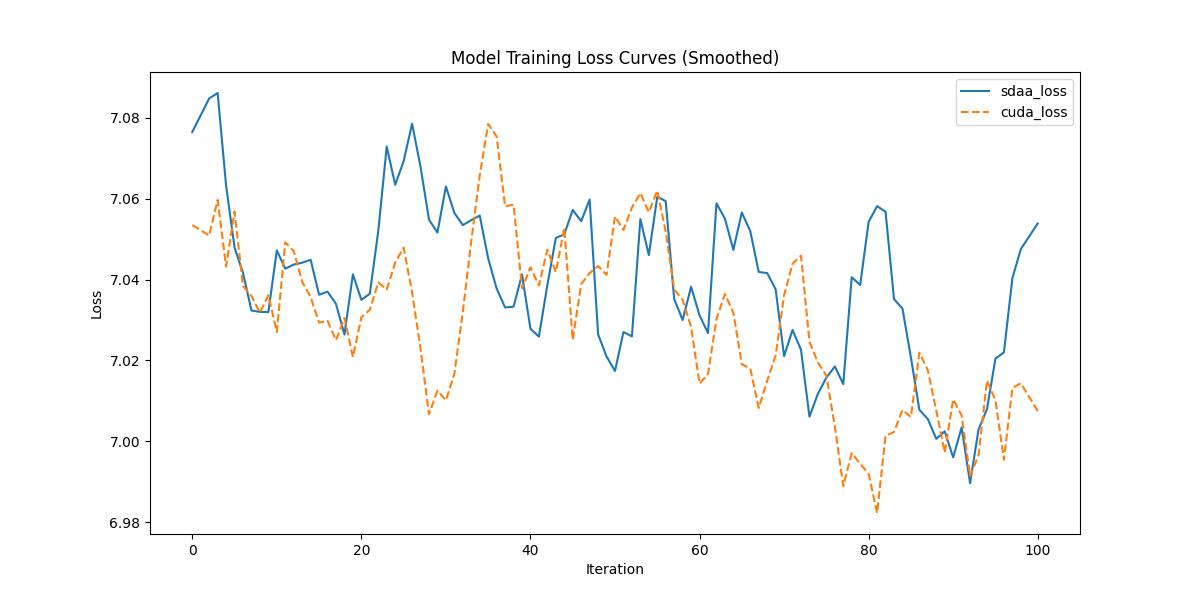 Model Training Loss Curves (Smoothed)
sdaa_loss
cuda_loss
Loss
7.08
7.06
7.04
7.02
7.00
6.98
0 20 40 60 80 100
Iteration